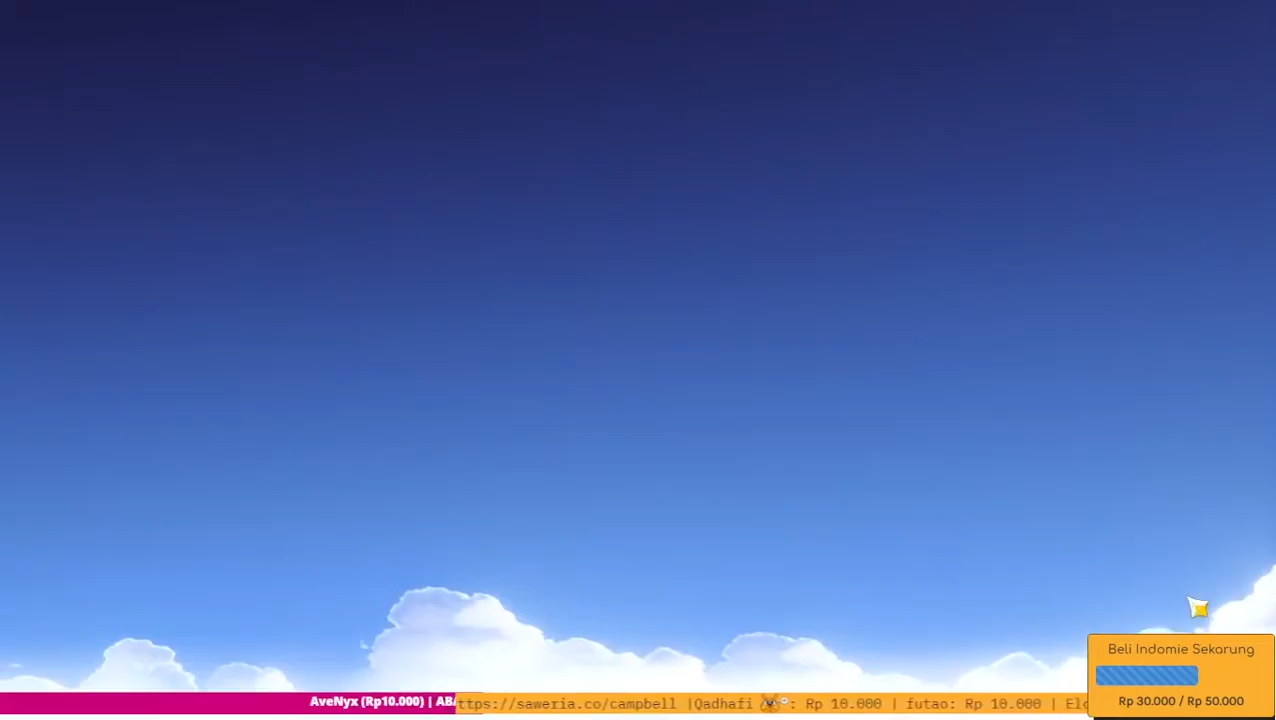 Beli Indomie Sekarung
Rp 30.000 / Rp 50.000
AveNyx (Rp10.000) |
ttps://saweria.co/campbell |Qadhafi : Rp 10.000 | futao: Rp 10.000 |